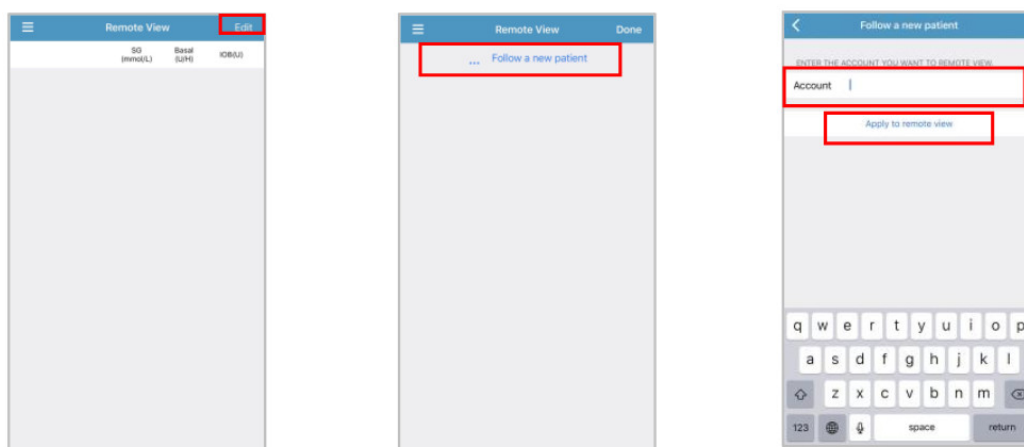 Remote View Edit
SG Basal IOB(U)
(mmol/L) (U/H)
Remote View Done
... Follow a new patient
Follow a new patient
ENTER THE ACCOUNT YOU WANT TO REMOTE VIEW.
Account
Apply to remote view
q w e r t y u i o p
a s d f g h j k l
z x c v b n m
123 space return